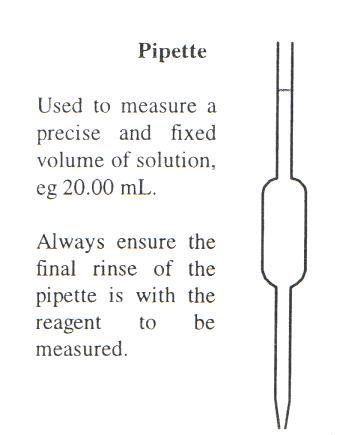 Pipette
Used to measure a
precise and fixed
volume of solution,
eg 20.00 mL.
Always ensure the
final rinse of the
pipette is with the
reagent to be
measured.